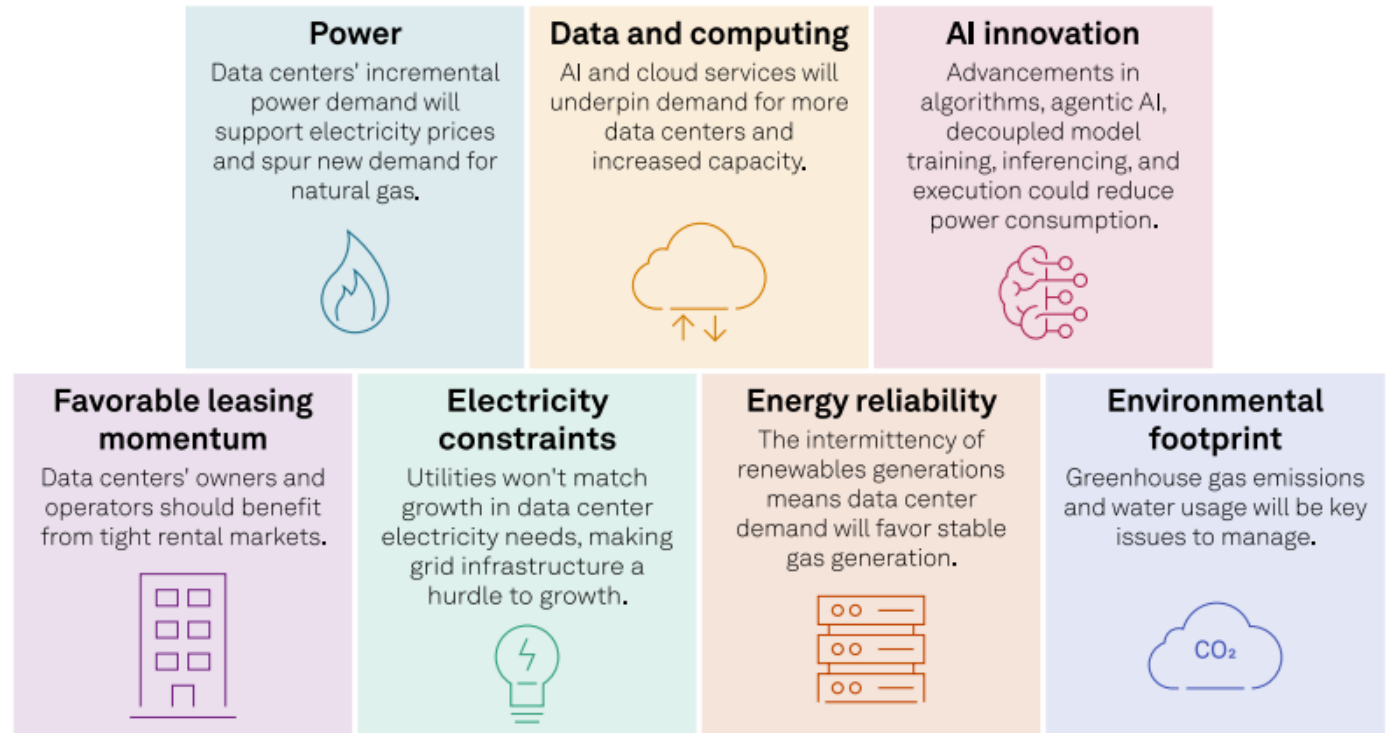 Power
Data centers' incremental
power demand will
support electricity prices
and spur new demand for
natural gas.
Data and computing
AI and cloud services will
underpin demand for more
data centers and
increased capacity.
AI innovation
Advancements in
algorithms, agentic AI,
decoupled model
training, inferencing, and
execution could reduce
power consumption.
Favorable leasing
momentum
Data centers' owners and
operators should benefit
from tight rental markets.
Electricity
constraints
Utilities won't match
growth in data center
electricity needs, making
grid infrastructure a
hurdle to growth.
Energy reliability
The intermittency of
renewables generations
means data center
demand will favor stable
gas generation.
Environmental
footprint
Greenhouse gas emissions
and water usage will be key
issues to manage.
CO₂